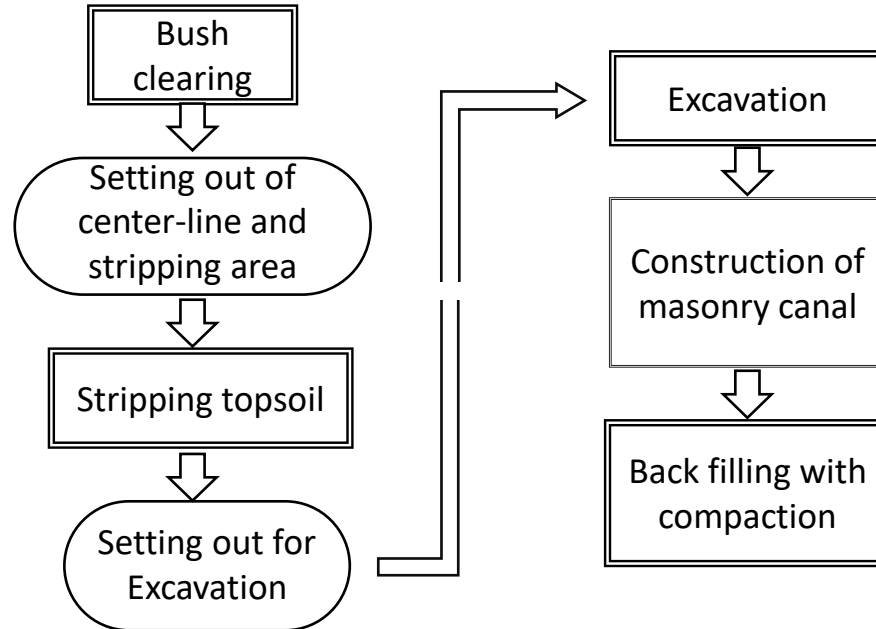 Bush
clearing
Setting out of
center-line and
stripping area
Stripping topsoil
Setting out for
Excavation
Excavation
Construction of
masonry canal
Back filling with
compaction